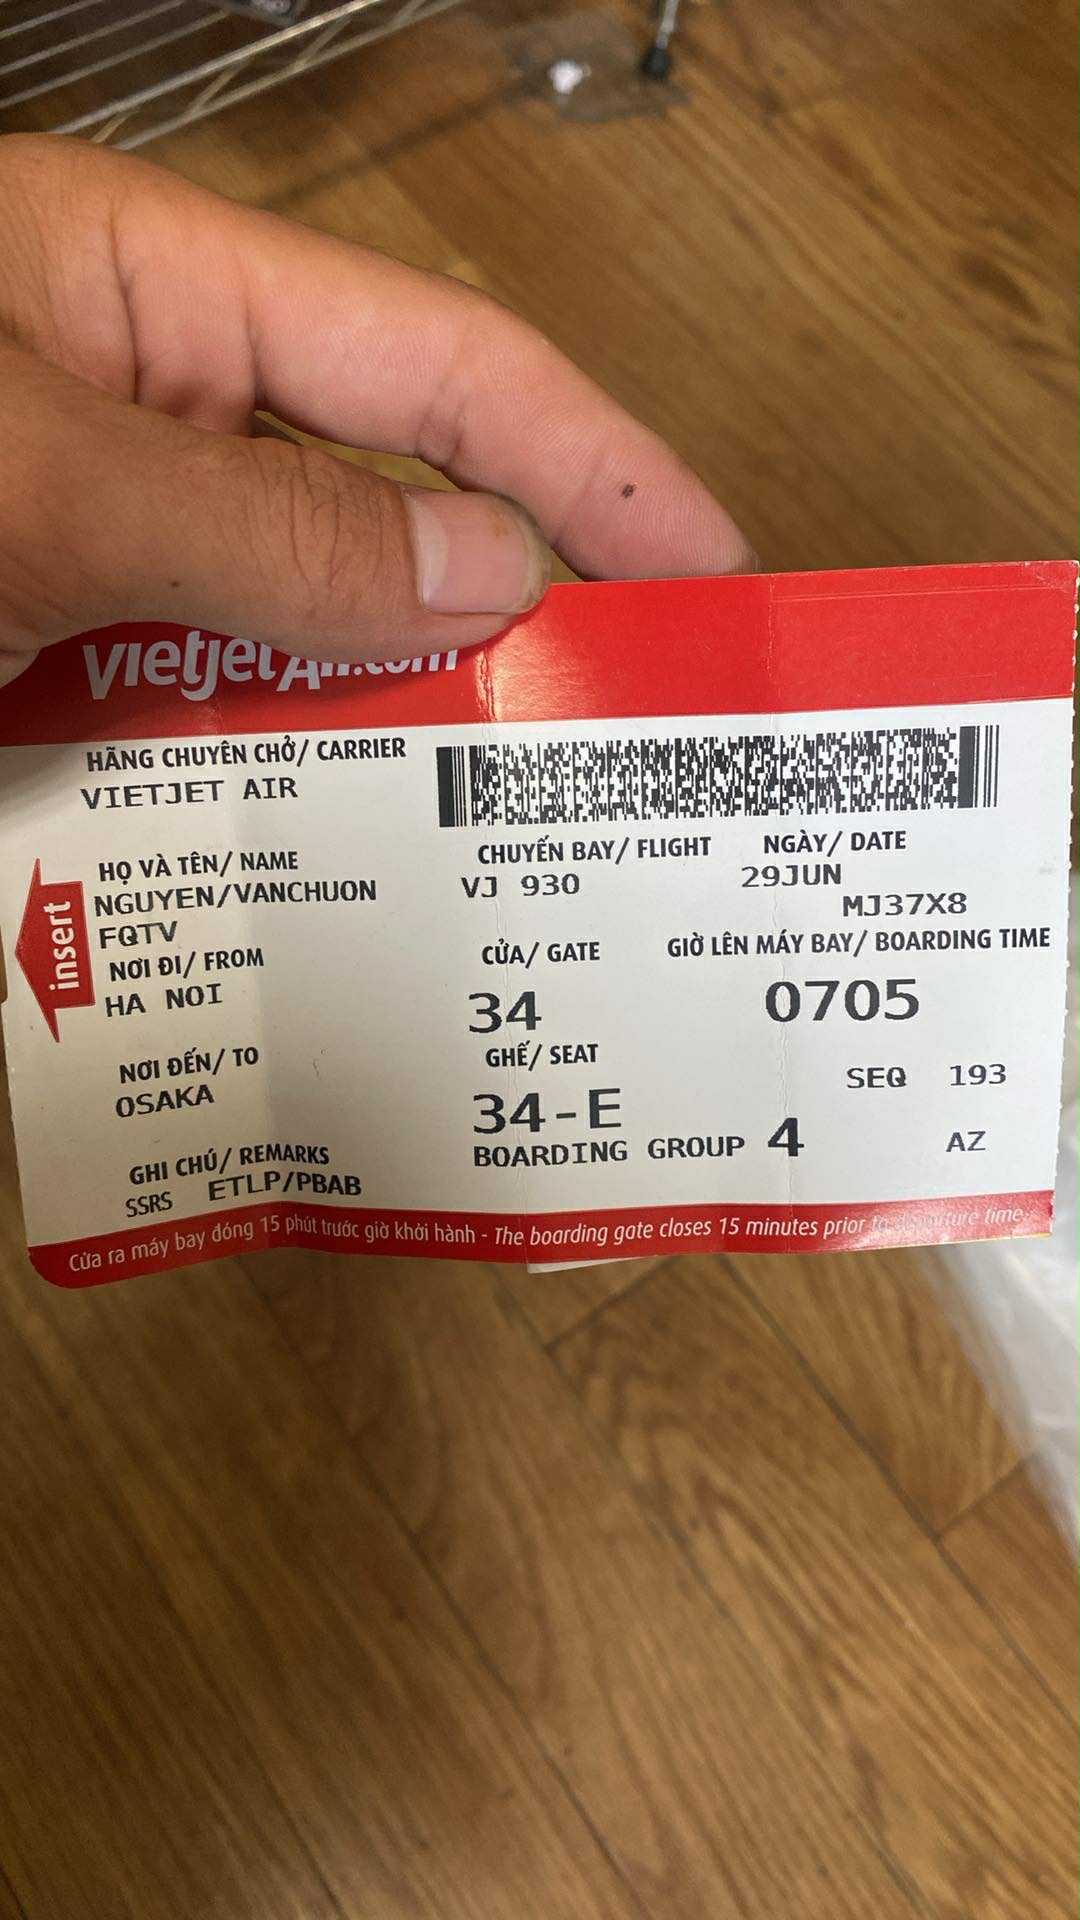 vietjetAir.com
HÃNG CHUYÊN CHỞ/ CARRIER
VIETJET AIR
HỌ VÀ TÊN/ NAME
NGUYEN/VANCHUON
FQTV
CHUYẾN BAY/ FLIGHT
VJ 930
NGÀY/ DATE
29JUN
MJ37X8
insert
NƠI ĐI/ FROM
HA NOI
CỬA/ GATE
34
GIỜ LÊN MÁY BAY/ BOARDING TIME
0705
NƠI ĐẾN/ TO
OSAKA
GHẾ/ SEAT
34-E
SEQ 193
BOARDING GROUP 4
AZ
GHI CHÚ/ REMARKS
SSRS ETLP/PBAB
Cửa ra máy bay đóng 15 phút trước giờ khởi hành - The boarding gate closes 15 minutes prior to departure time.